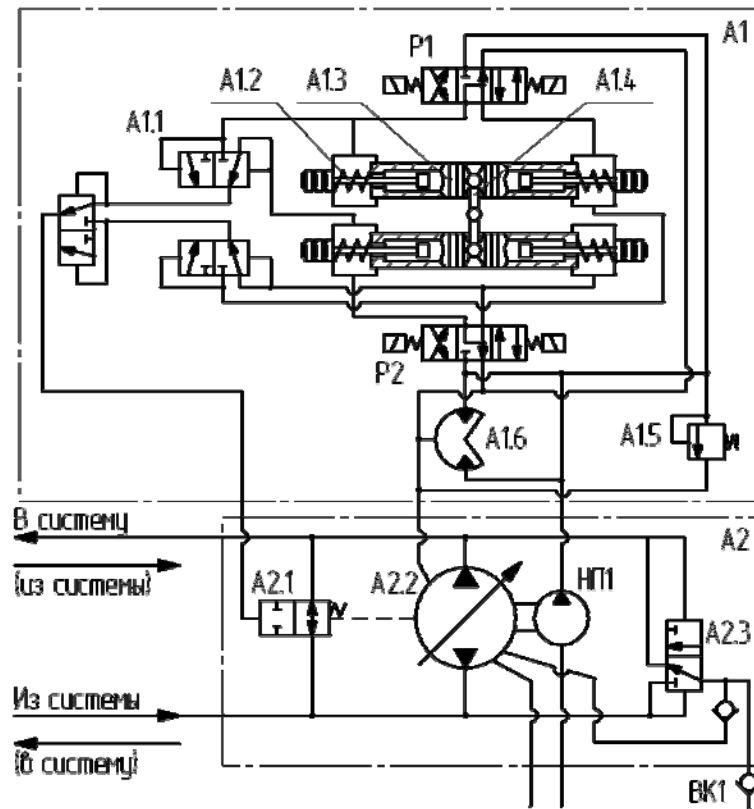 A1
P1
A1.2
A1.3
A1.4
A1.1
P2
A1.6
A1.5
В систему
A2
(из системы)
A2.1
A2.2
НП1
A2.3
Из системы
(в систему)
ВК1